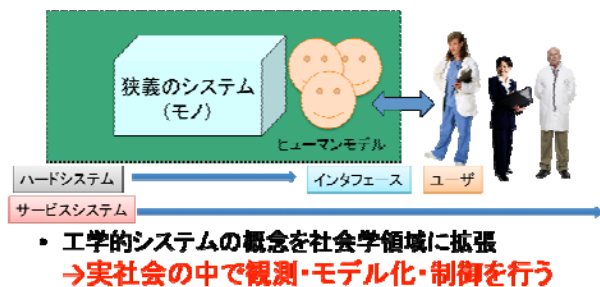 狭義のシステム
(モノ)
ヒューマンモデル
ハードシステム
インタフェース
ユーザ
サービスシステム
• 工学的システムの概念を社会学領域に拡張
→実社会の中で観測・モデル化・制御を行う